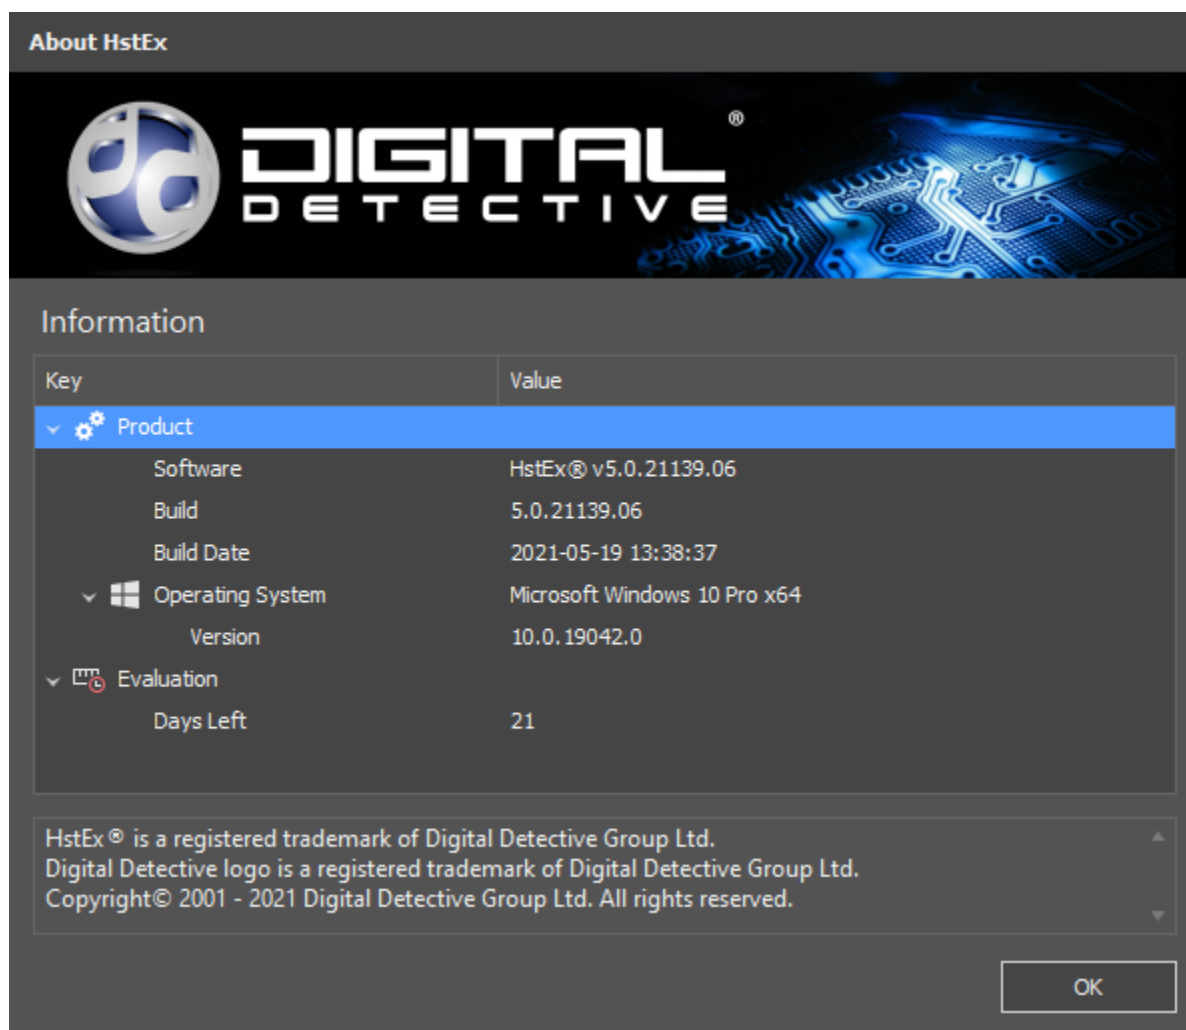 About HstEx
DIGITAL ®
DETECTIVE
Information
Key Value
Product
Software HstEx® v5.0.21139.06
Build 5.0.21139.06
Build Date 2021-05-19 13:38:37
Operating System Microsoft Windows 10 Pro x64
Version 10.0.19042.0
Evaluation
Days Left 21
HstEx® is a registered trademark of Digital Detective Group Ltd.
Digital Detective logo is a registered trademark of Digital Detective Group Ltd.
Copyright© 2001 - 2021 Digital Detective Group Ltd. All rights reserved.
OK